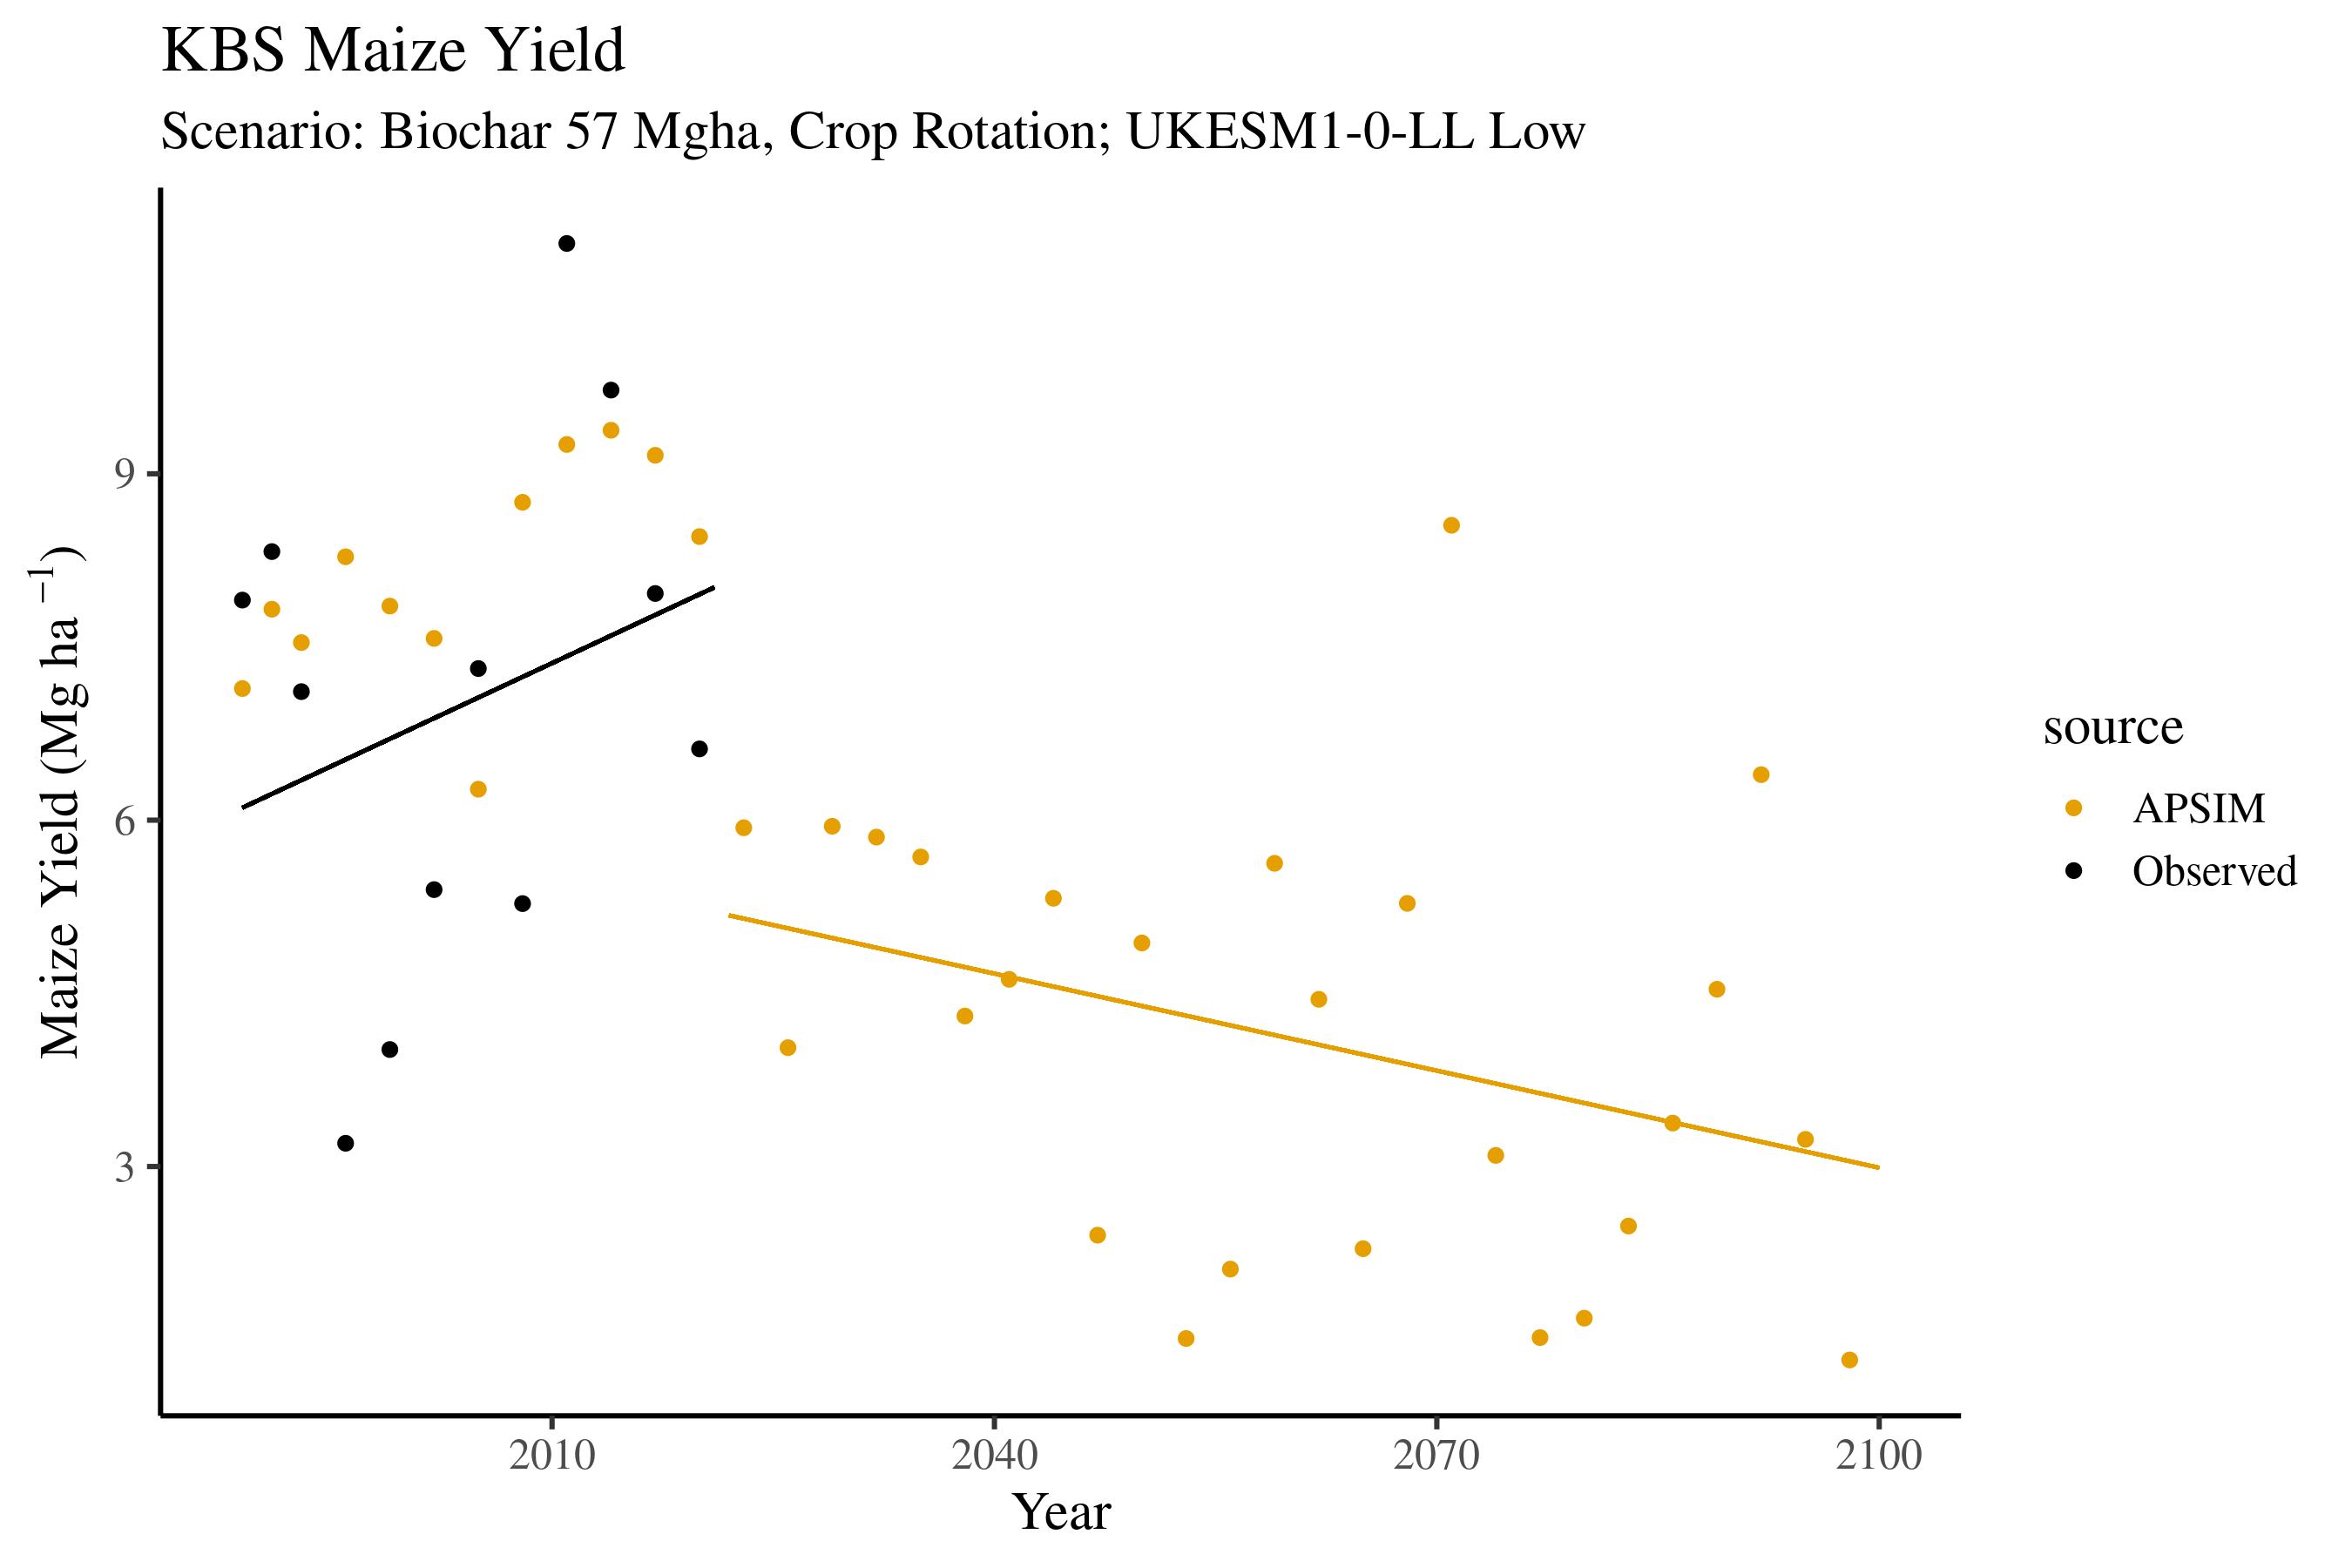 KBS Maize Yield
Scenario: Biochar 57 Mgha, Crop Rotation; UKESM1-0-LL Low
Maize Yield (Mg ha −1)
9
6
3
2010
2040
2070
2100
Year
source
APSIM
Observed